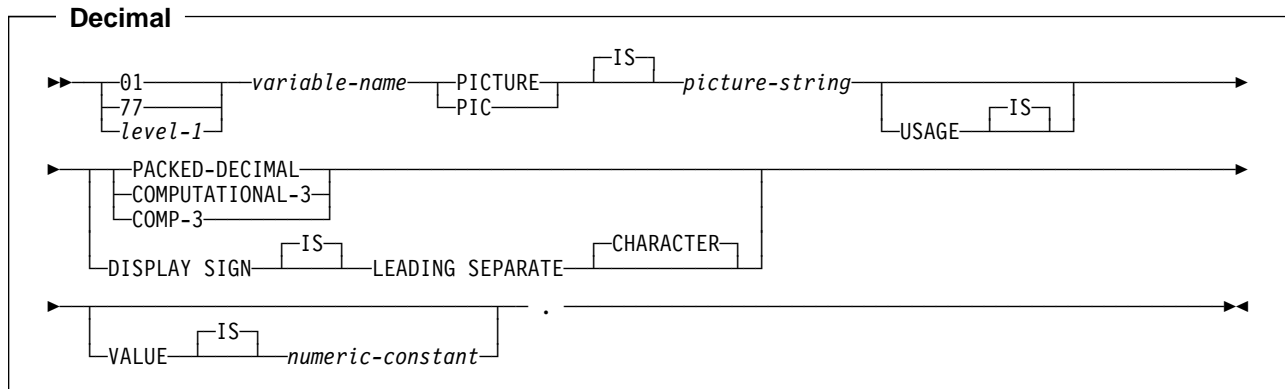 Decimal
IS
01 variable-name PICTURE picture-string
77 PIC IS
level-1 USAGE
PACKED-DECIMAL
COMPUTATIONAL-3
COMP-3
IS CHARACTER
DISPLAY SIGN LEADING SEPARATE
.
IS
VALUE numeric-constant